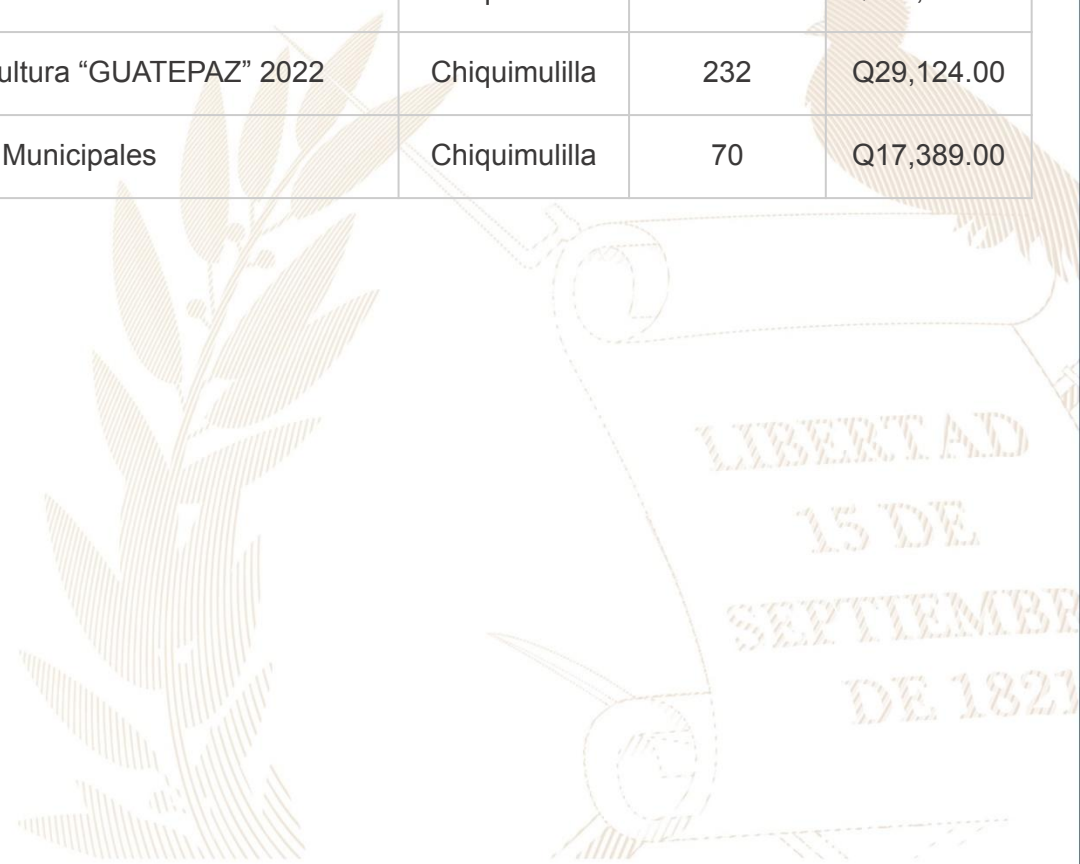 ultura “GUATEPAZ” 2022 Chiquimulilla 232 Q29,124.00
Municipales Chiquimulilla 70 Q17,389.00
LIBERTAD
15 DE
SEPTIEMBR
DE 1821